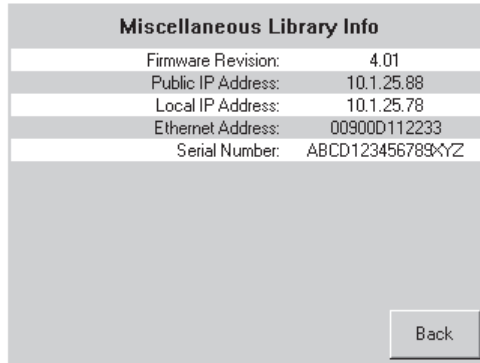 Miscellaneous Library Info
Firmware Revision: 4.01
Public IP Address: 10.1.25.88
Local IP Address: 10.1.25.78
Ethernet Address: 00900D112233
Serial Number: ABCD123456789XYZ
Back